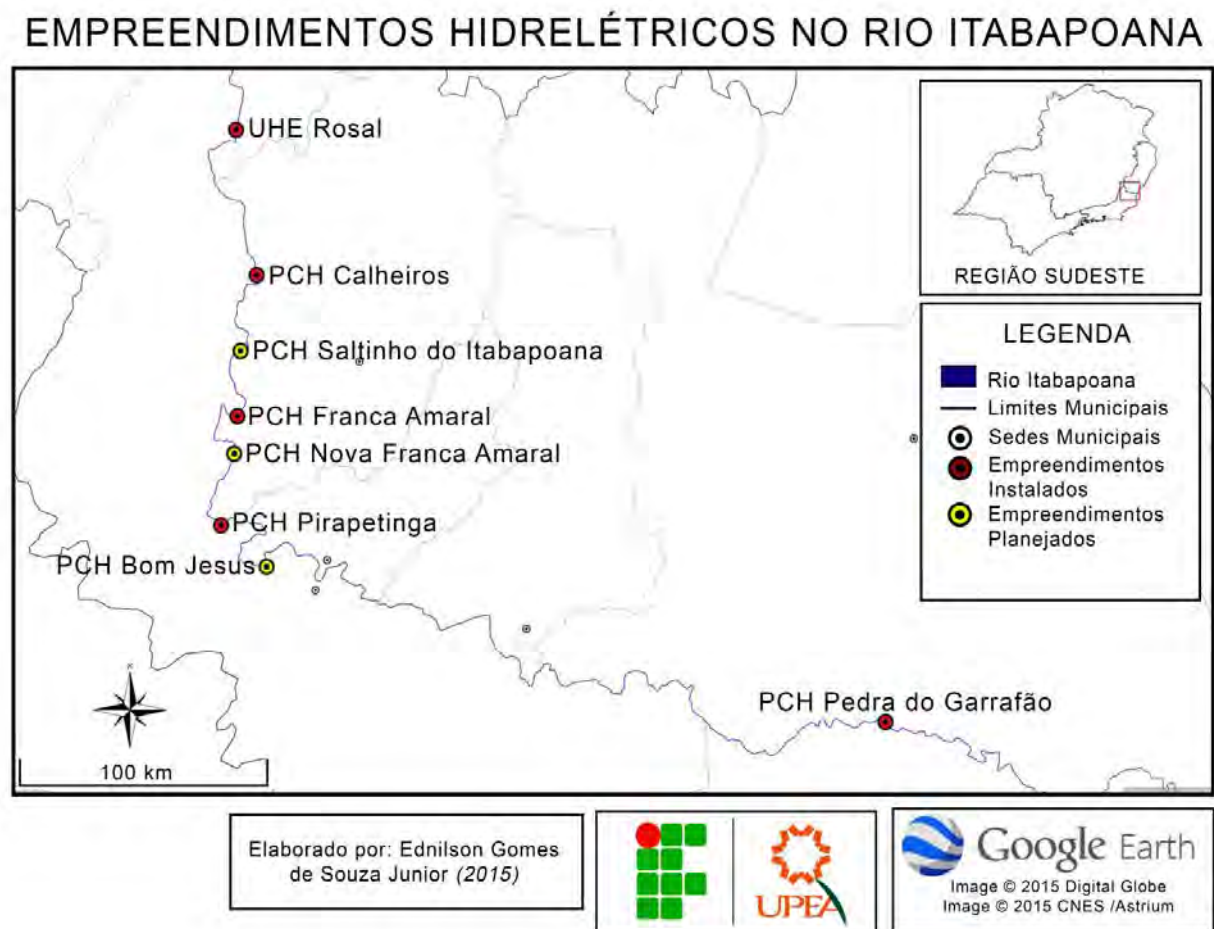 EMPREENDIMENTOS HIDRELÉTRICOS NO RIO ITABAPOANA
UHE Rosal
PCH Calheiros
PCH Saltinho do Itabapoana
PCH Franca Amaral
PCH Nova Franca Amaral
PCH Pirapetinga
PCH Bom Jesus
PCH Pedra do Garrafão
100 km
REGIÃO SUDESTE
LEGENDA
Rio Itabapoana
Limites Municipais
Sedes Municipais
Empreendimentos
Instalados
Empreendimentos
Planejados
Elaborado por: Ednilson Gomes
de Souza Junior (2015)
UPEA
Google Earth
Image © 2015 Digital Globe
Image © 2015 CNES /Astrium